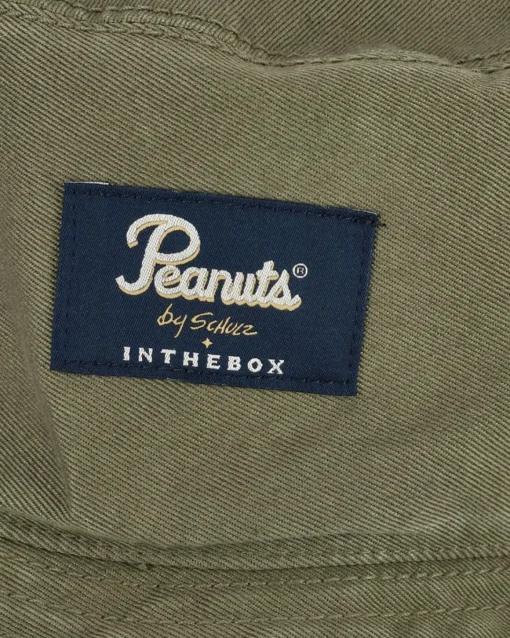 Peanuts®
by SCHULZ
INTHEBOX